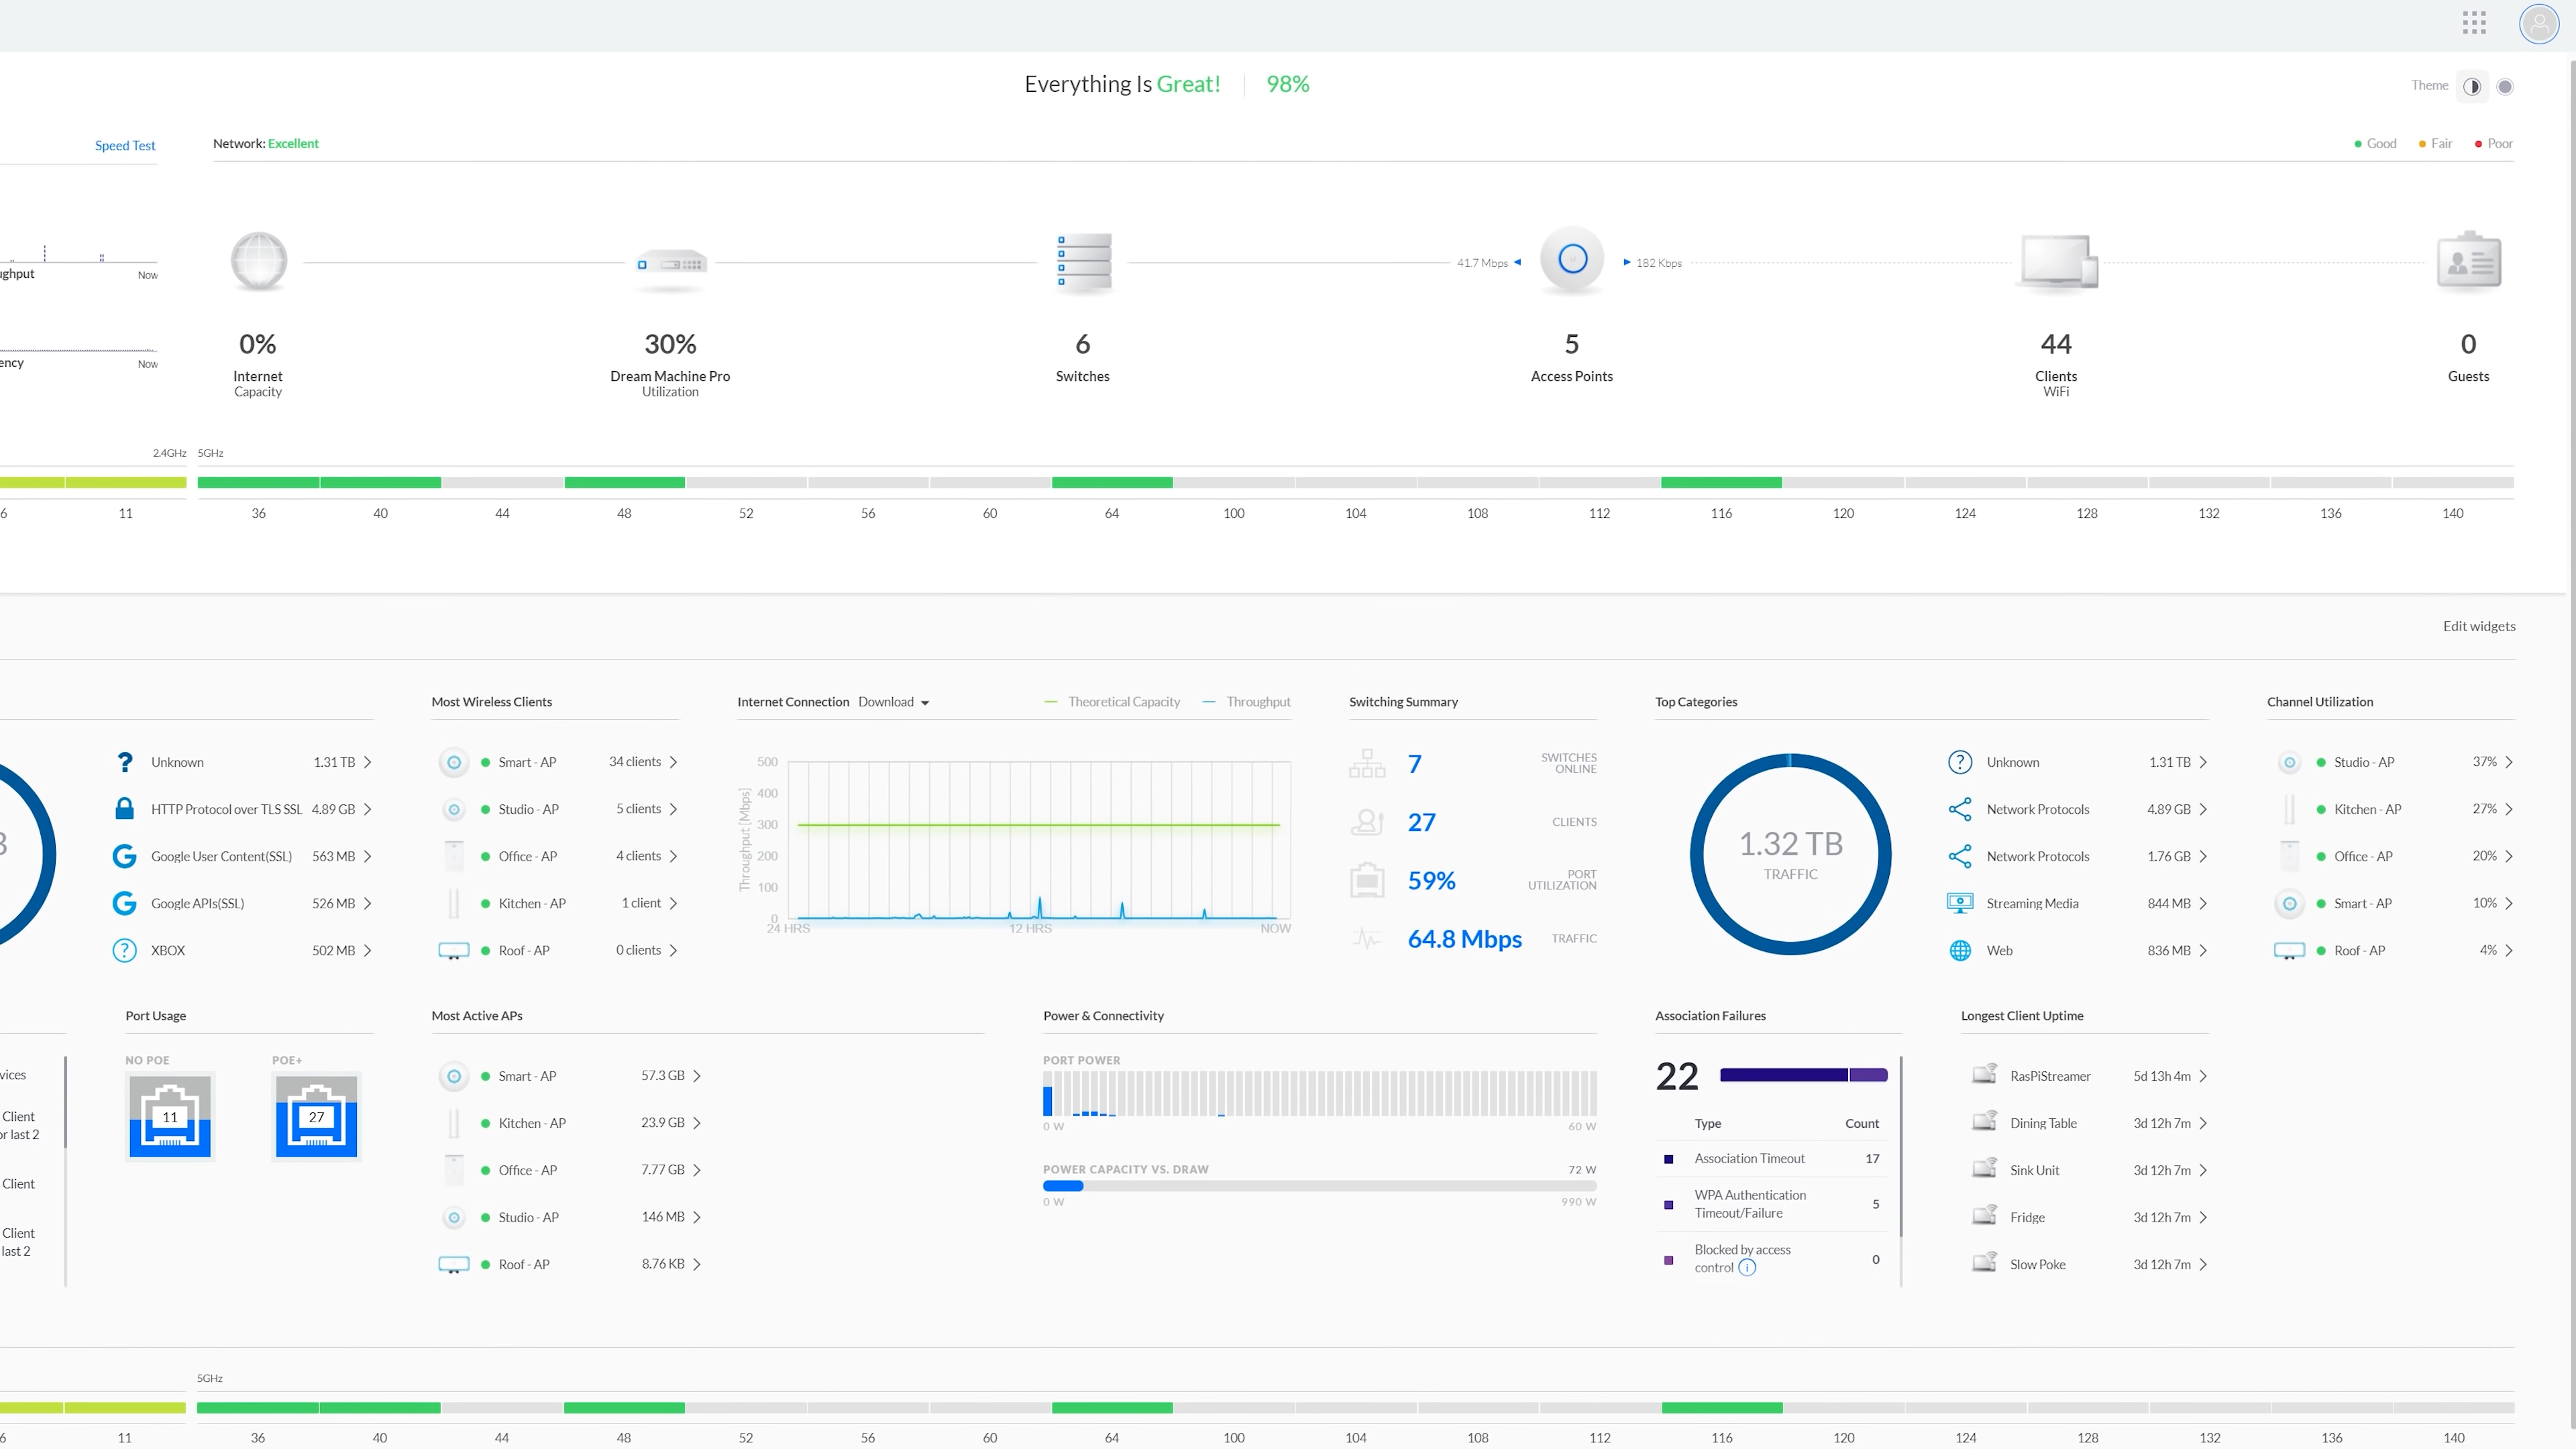 Everything Is Great! 98%
Theme
Speed Test
Network: Excellent
Good Fair Poor
ughput Now
ency Now
41.7 Mbps 182 Kbps
0% 30% 6 5 44 0
Internet Dream Machine Pro Switches Access Points Clients Guests
Capacity Utilization WiFi
2.4GHz 5GHz
6 11 36 40 44 48 52 56 60 64 100 104 108 112 116 120 124 128 132 136 140
Edit widgets
Unknown 1.31 TB
HTTP Protocol over TLS SSL 4.89 GB
Google User Content(SSL) 563 MB
Google APIs(SSL) 526 MB
XBOX 502 MB
Most Wireless Clients
Smart - AP 34 clients
Studio - AP 5 clients
Office - AP 4 clients
Kitchen - AP 1 client
Roof - AP 0 clients
Internet Connection Download Theoretical Capacity Throughput
Throughput [Mbps]
500
400
300
200
100
0
24 HRS 12 HRS NOW
Switching Summary
7 SWITCHES
ONLINE
27 CLIENTS
59% PORT
UTILIZATION
64.8 Mbps TRAFFIC
Top Categories
1.32 TB
TRAFFIC
Unknown 1.31 TB
Network Protocols 4.89 GB
Network Protocols 1.76 GB
Streaming Media 844 MB
Web 836 MB
Channel Utilization
Studio - AP 37%
Kitchen - AP 27%
Office - AP 20%
Smart - AP 10%
Roof - AP 4%
vices
Client
or last 2
Client
Client
last 2
Port Usage
NO POE POE+
11 27
Most Active APs
Smart - AP 57.3 GB
Kitchen - AP 23.9 GB
Office - AP 7.77 GB
Studio - AP 146 MB
Roof - AP 8.76 KB
Power & Connectivity
PORT POWER
0 W 60 W
POWER CAPACITY VS. DRAW 72 W
0 W 990 W
Association Failures
22
Type Count
Association Timeout 17
WPA Authentication
Timeout/Failure 5
Blocked by access
control 0
Longest Client Uptime
RasPiStreamer 5d 13h 4m
Dining Table 3d 12h 7m
Sink Unit 3d 12h 7m
Fridge 3d 12h 7m
Slow Poke 3d 12h 7m
5GHz
6 11 36 40 44 48 52 56 60 64 100 104 108 112 116 120 124 128 132 136 140